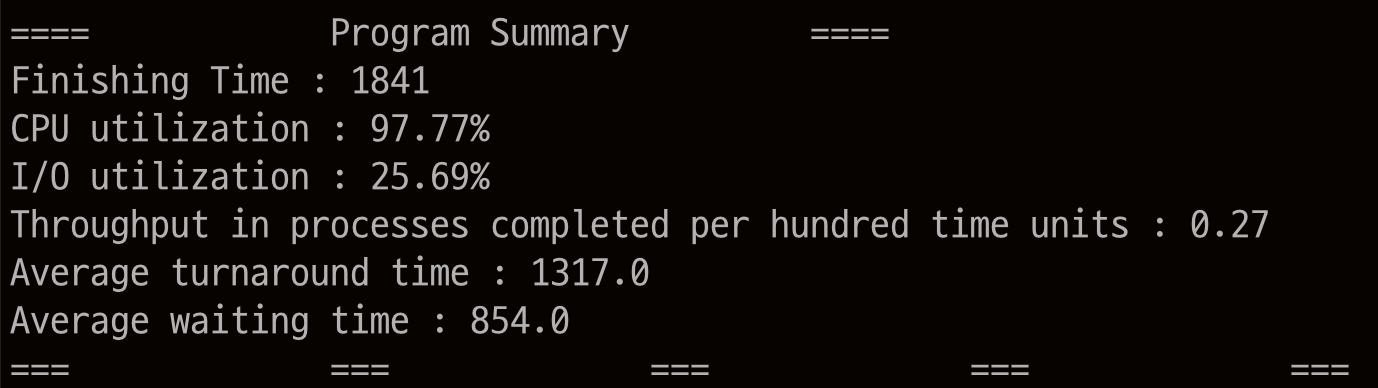 ====            Program Summary         ====
Finishing Time : 1841
CPU utilization : 97.77%
I/O utilization : 25.69%
Throughput in processes completed per hundred time units : 0.27
Average turnaround time : 1317.0
Average waiting time : 854.0
===             ===             ===             ===             ===